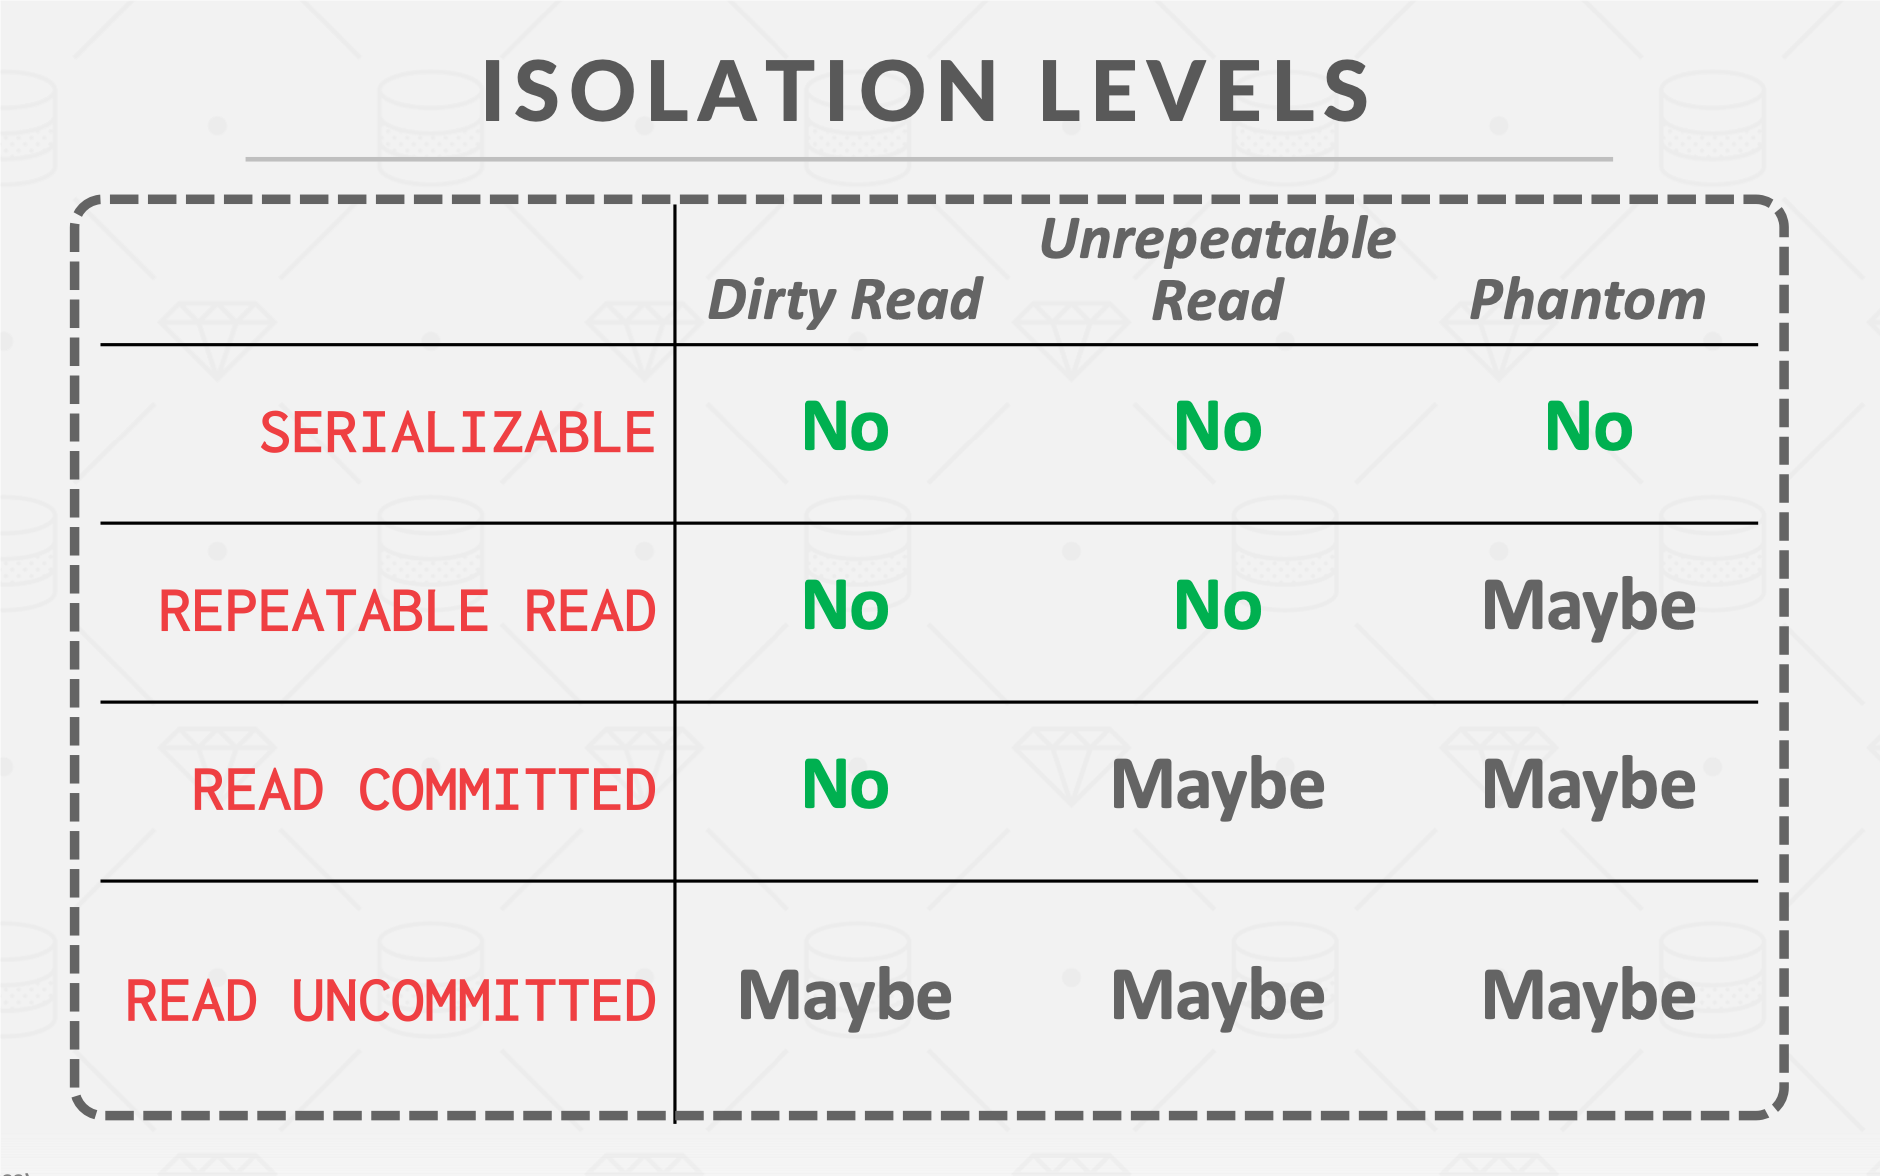 ISOLATION LEVELS
Dirty Read Unrepeatable Read Phantom
SERIALIZABLE No No No
REPEATABLE READ No No Maybe
READ COMMITTED No Maybe Maybe
READ UNCOMMITTED Maybe Maybe Maybe